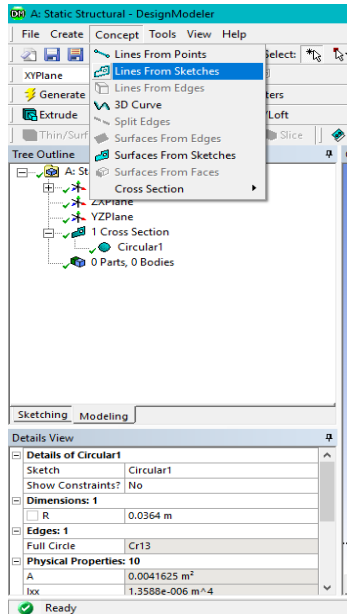 A: Static Structural - DesignModeler
File Create Concept Tools View Help
Lines From Points
Select:
XYPlane
Lines From Sketches
Lines From Edges
Generate
ters
3D Curve
Extrude
/Loft
Split Edges
Thin/Surf
Surfaces From Edges
Slice
Tree Outline
Surfaces From Sketches
A: St
Surfaces From Faces
Cross Section
ZXPlane
YZPlane
1 Cross Section
Circular1
0 Parts, 0 Bodies
Sketching Modeling
Details View
Details of Circular1
Sketch Circular1
Show Constraints? No
Dimensions: 1
R 0.0364 m
Edges: 1
Full Circle Cr13
Physical Properties: 10
A 0.0041625 m²
Ixx 1.3588e-006 m^4
Ready